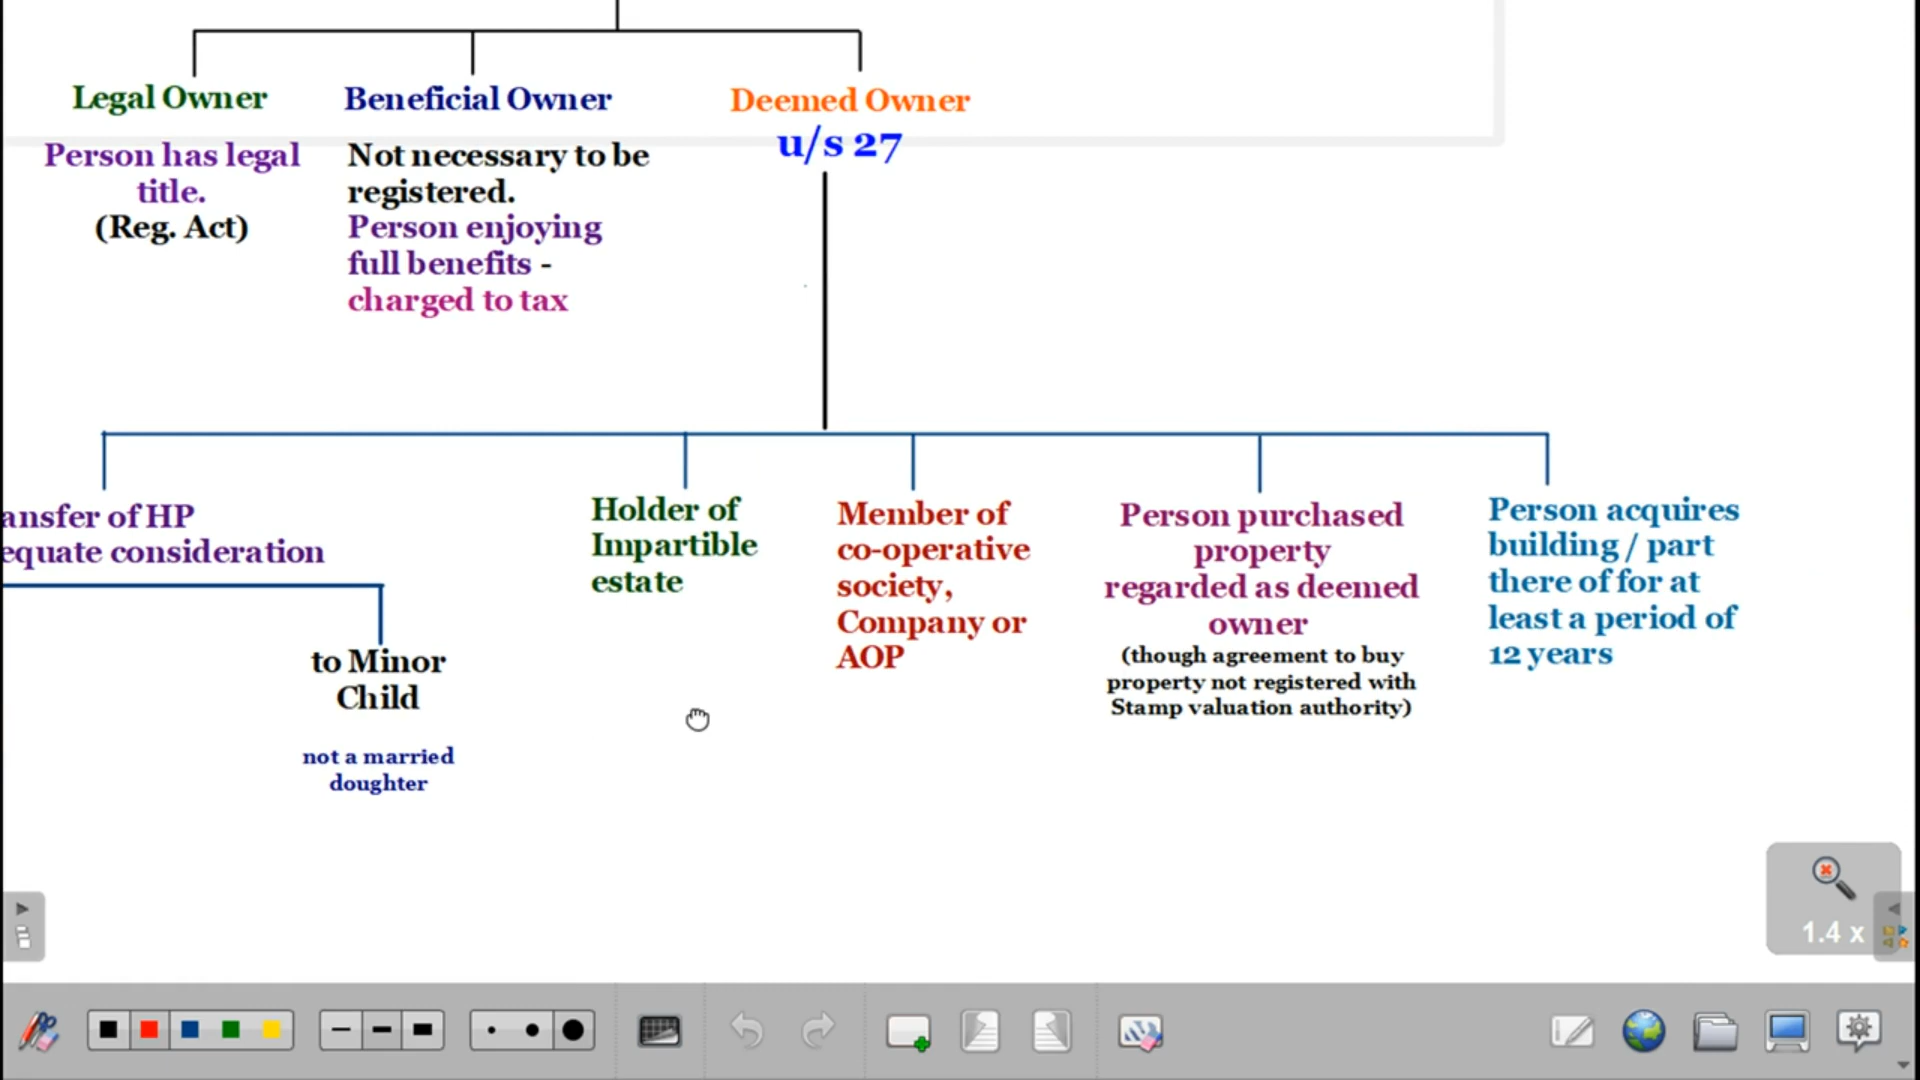 Legal Owner
Beneficial Owner
Deemed Owner
u/s 27
Person has legal
title.
(Reg. Act)
Not necessary to be
registered.
Person enjoying
full benefits -
charged to tax
ansfer of HP
equate consideration
to Minor
Child
not a married
doughter
Holder of
Impartible
estate
Member of
co-operative
society,
Company or
AOP
Person purchased
property
regarded as deemed
owner
(though agreement to buy
property not registered with
Stamp valuation authority)
Person acquires
building / part
there of for at
least a period of
12 years
1.4 x